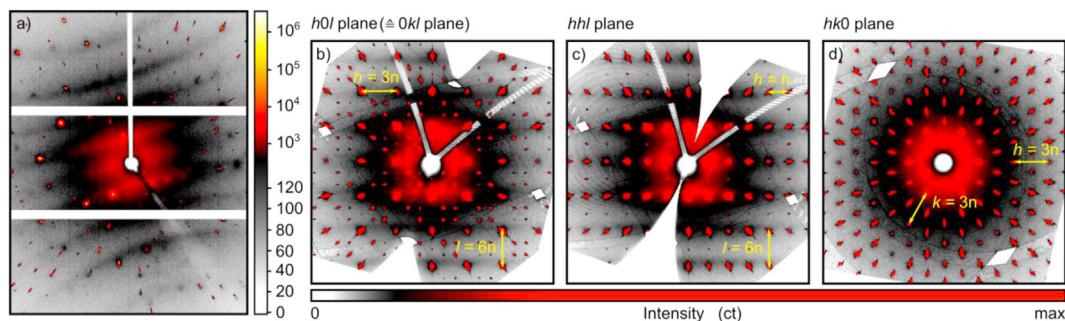 h0l plane(≙ 0kl plane)
hhl plane
hk0 plane
a)
10⁶
10⁵
10⁴
10³
120
100
80
60
40
20
0
b)
h = 3n
l = 6n
c)
h = n
l = 6n
d)
h = 3n
k = 3n
0
Intensity (ct)
max